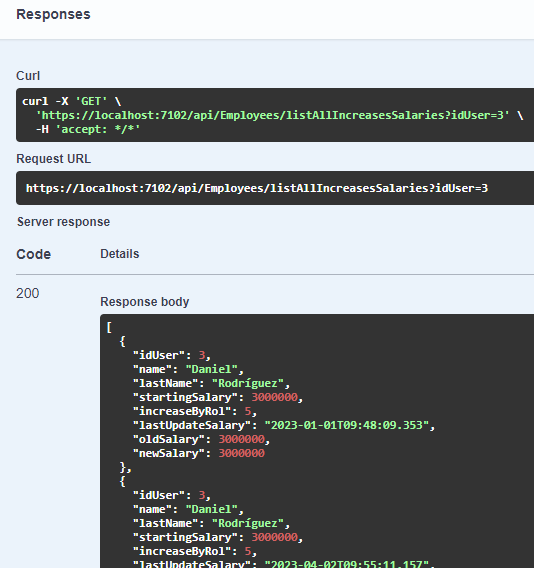 Responses
Curl
curl -X 'GET' \
'https://localhost:7102/api/Employees/listAllIncreasesSalaries?idUser=3' \
-H 'accept: */*'
Request URL
https://localhost:7102/api/Employees/listAllIncreasesSalaries?idUser=3
Server response
Code Details
200
Response body
[
{
"idUser": 3,
"name": "Daniel",
"lastName": "Rodríguez",
"startingSalary": 3000000,
"increaseByRol": 5,
"lastUpdateSalary": "2023-01-01T09:48:09.353",
"oldSalary": 3000000,
"newSalary": 3000000
},
{
"idUser": 3,
"name": "Daniel",
"lastName": "Rodríguez",
"startingSalary": 3000000,
"increaseByRol": 5,
"lastUpdateSalary": "2023-04-02T09:55:11.157",